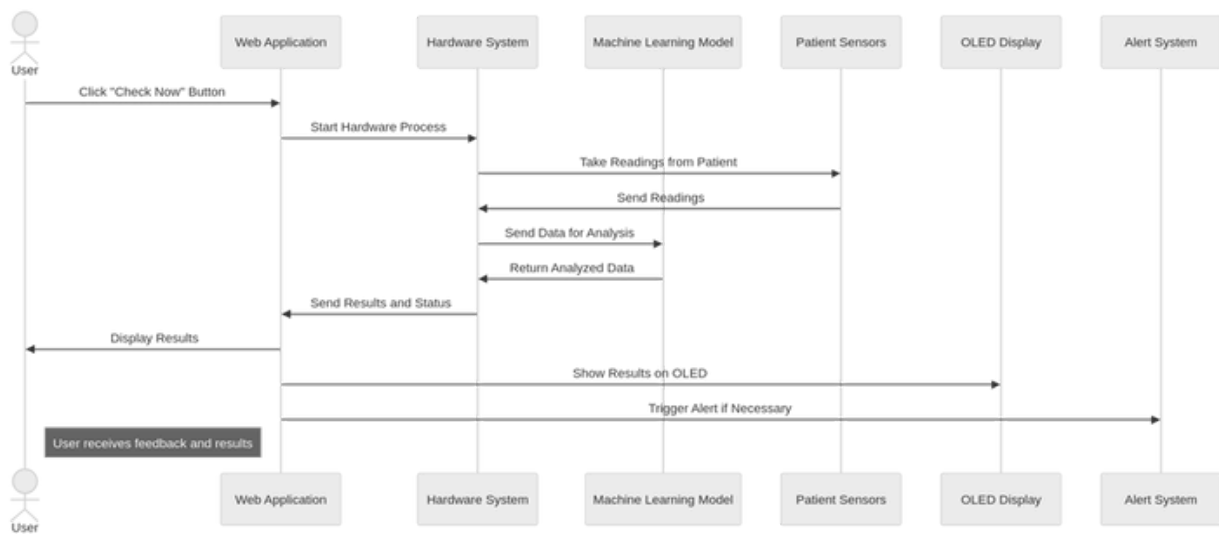 Web Application
Hardware System
Machine Learning Model
Patient Sensors
OLED Display
Alert System
User
Click "Check Now" Button
Start Hardware Process
Take Readings from Patient
Send Readings
Send Data for Analysis
Return Analyzed Data
Send Results and Status
Display Results
Show Results on OLED
Trigger Alert if Necessary
User receives feedback and results
Web Application
Hardware System
Machine Learning Model
Patient Sensors
OLED Display
Alert System
User